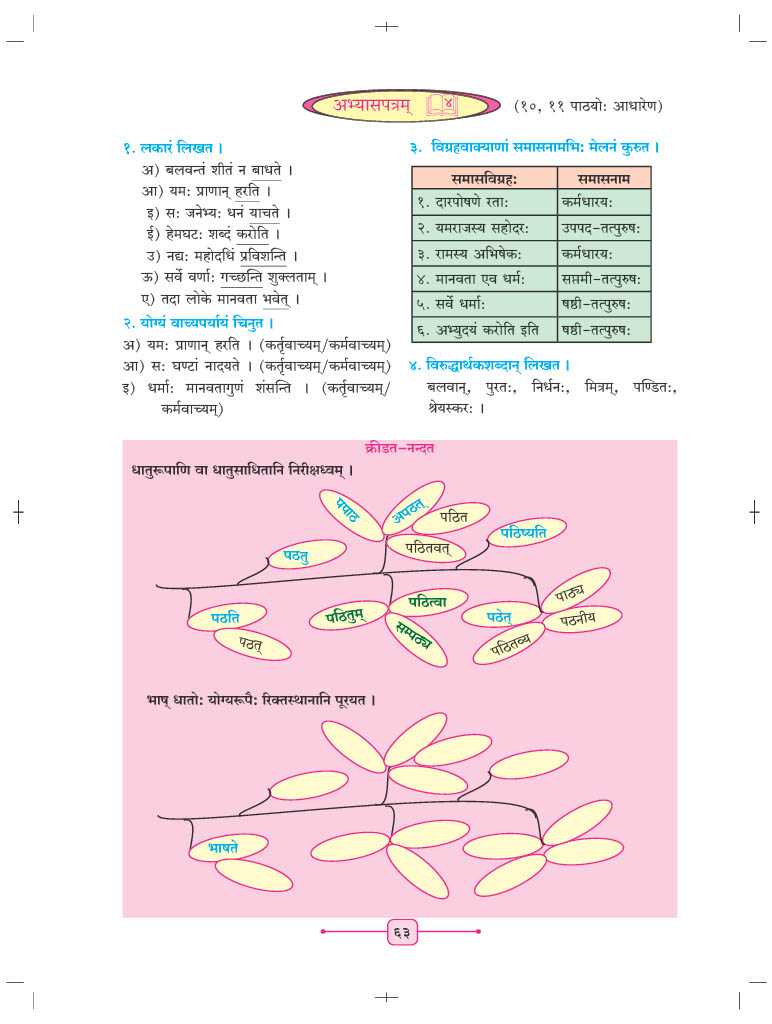 अभ्यासपत्रम् ४ (१०, ११ पाठयो: आधारेण)
१. लकारं लिखत ।
अ) बलवन्तं शीतं न बाधते ।
आ) यम: प्राणान् हरति ।
इ) स: जनेभ्य: धनं याचते ।
ई) हेमघट: शब्दं करोति ।
उ) नद्य: महोदधिं प्रविशन्ति ।
ऊ) सर्वे वर्णा: गच्छन्ति शुक्लताम् ।
ए) तदा लोके मानवता भवेत् ।
२. योग्यं वाच्यपर्यायं चिनुत ।
अ) यम: प्राणान् हरति । (कर्तृवाच्यम्/कर्मवाच्यम्)
आ) स: घण्टां नादयते । (कर्तृवाच्यम्/कर्मवाच्यम्)
इ) धर्मा: मानवतागुणं शंसन्ति । (कर्तृवाच्यम्/
कर्मवाच्यम्)
३. विग्रहवाक्याणां समासनामभि: मेलनं कुरुत ।
समासविग्रह: समासनाम
१. दारपोषणे रता: कर्मधारय:
२. यमराजस्य सहोदर: उपपद-तत्पुरुष:
३. रामस्य अभिषेक: कर्मधारय:
४. मानवता एव धर्म: सप्तमी-तत्पुरुष:
५. सर्वे धर्मा: षष्ठी-तत्पुरुष:
६. अभ्युदयं करोति इति षष्ठी-तत्पुरुष:
४. विरुद्धार्थकशब्दान् लिखत ।
बलवान्, पुरत:, निर्धन:, मित्रम्, पण्डित:,
श्रेयस्कर: ।
क्रीडत-नन्दत
धातुरूपाणि वा धातुसाधितानि निरीक्षध्वम् ।
पपाठ
अपठत्
पठित
पठितवत्
पठिष्यति
पठतु
पठति
पठत्
पठितुम्
पठित्वा
सम्पठ्य
पठेत्
पाठ्य
पठनीय
पठितव्य
भाष् धातो: योग्यरूपै: रिक्तस्थानानि पूरयत ।
भाषते
६३